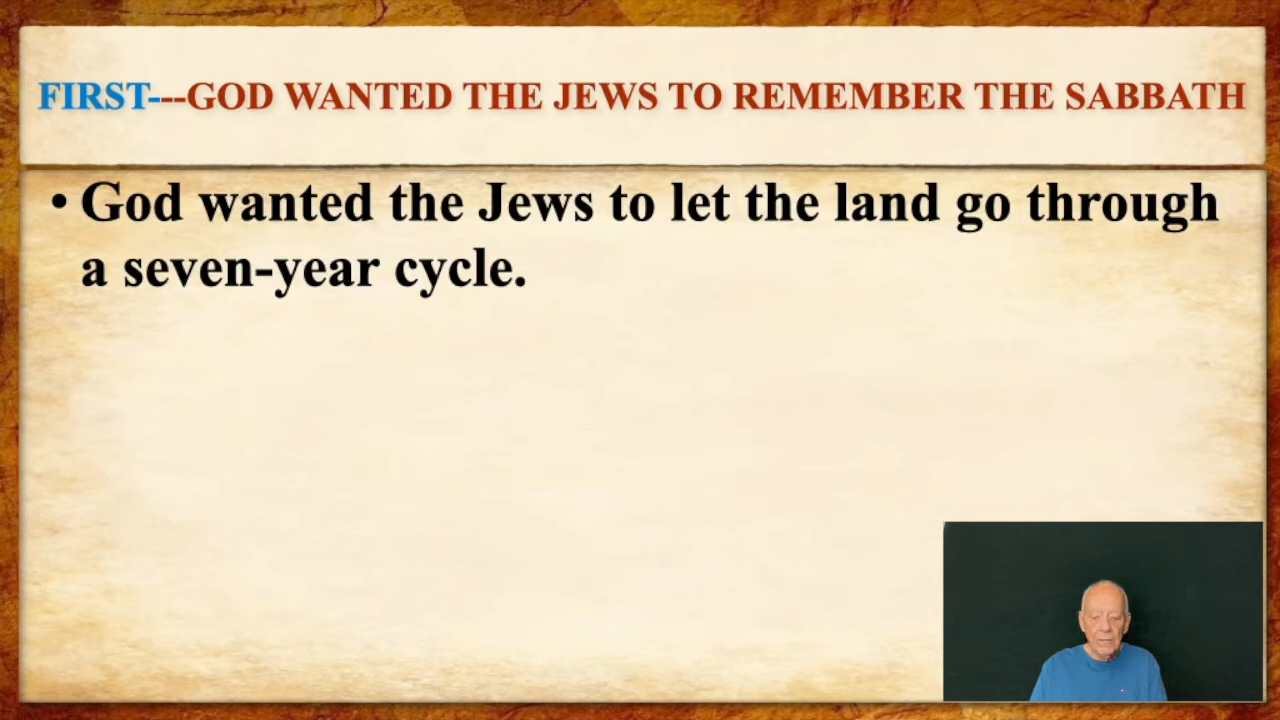 FIRST---GOD WANTED THE JEWS TO REMEMBER THE SABBATH
• God wanted the Jews to let the land go through
a seven-year cycle.